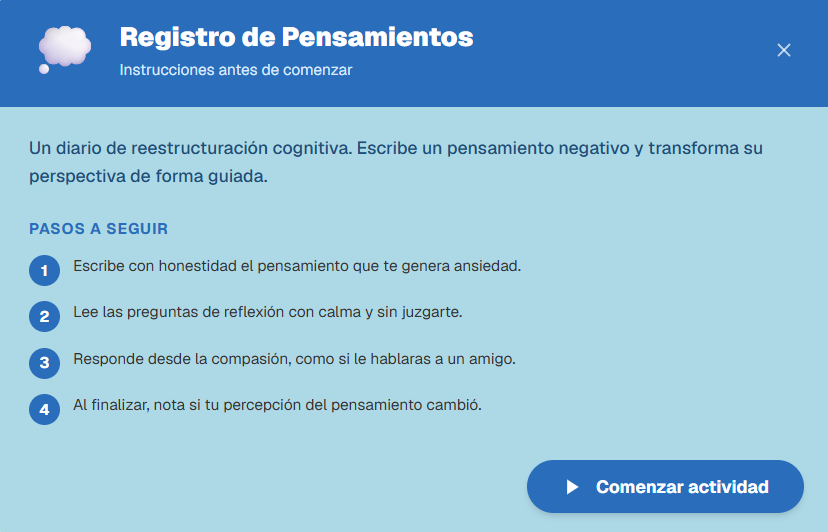 Registro de Pensamientos
Instrucciones antes de comenzar
Un diario de reestructuración cognitiva. Escribe un pensamiento negativo y transforma su
perspectiva de forma guiada.
PASOS A SEGUIR
1 Escribe con honestidad el pensamiento que te genera ansiedad.
2 Lee las preguntas de reflexión con calma y sin juzgarte.
3 Responde desde la compasión, como si le hablaras a un amigo.
4 Al finalizar, nota si tu percepción del pensamiento cambió.
Comenzar actividad